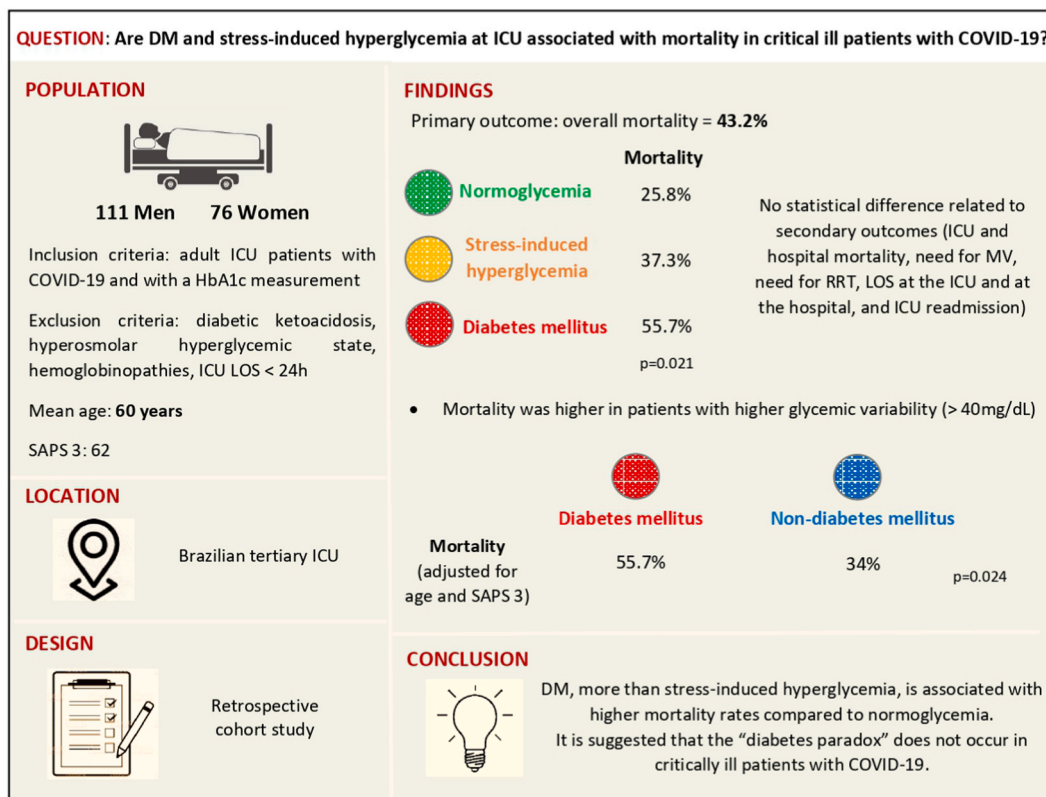 QUESTION: Are DM and stress-induced hyperglycemia at ICU associated with mortality in critical ill patients with COVID-19?
POPULATION
111 Men 76 Women
Inclusion criteria: adult ICU patients with
COVID-19 and with a HbA1c measurement
Exclusion criteria: diabetic ketoacidosis,
hyperosmolar hyperglycemic state,
hemoglobinopathies, ICU LOS < 24h
Mean age: 60 years
SAPS 3: 62
LOCATION
Brazilian tertiary ICU
DESIGN
Retrospective
cohort study
FINDINGS
Primary outcome: overall mortality = 43.2%
Mortality
Normoglycemia 25.8%
Stress-induced
hyperglycemia 37.3%
Diabetes mellitus 55.7%
p=0.021
No statistical difference related to
secondary outcomes (ICU and
hospital mortality, need for MV,
need for RRT, LOS at the ICU and at
the hospital, and ICU readmission)
• Mortality was higher in patients with higher glycemic variability (> 40mg/dL)
Diabetes mellitus Non-diabetes mellitus
Mortality
(adjusted for
age and SAPS 3)
55.7% 34% p=0.024
CONCLUSION
DM, more than stress-induced hyperglycemia, is associated with
higher mortality rates compared to normoglycemia.
It is suggested that the “diabetes paradox” does not occur in
critically ill patients with COVID-19.